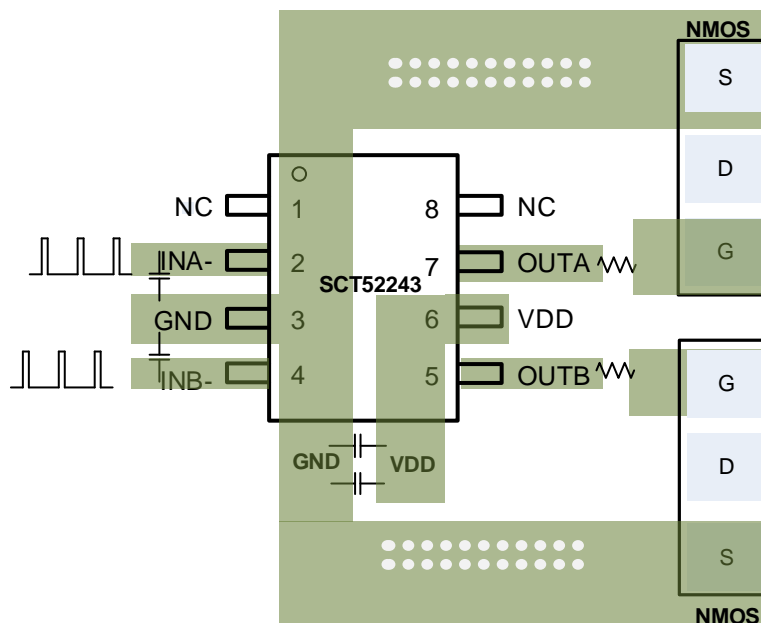 NMOS
S
D
G
NC
1
8
NC
INA-
2
7
OUTA
SCT52243
GND
3
6
VDD
INB-
4
5
OUTB
G
D
S
GND
VDD
NMOS